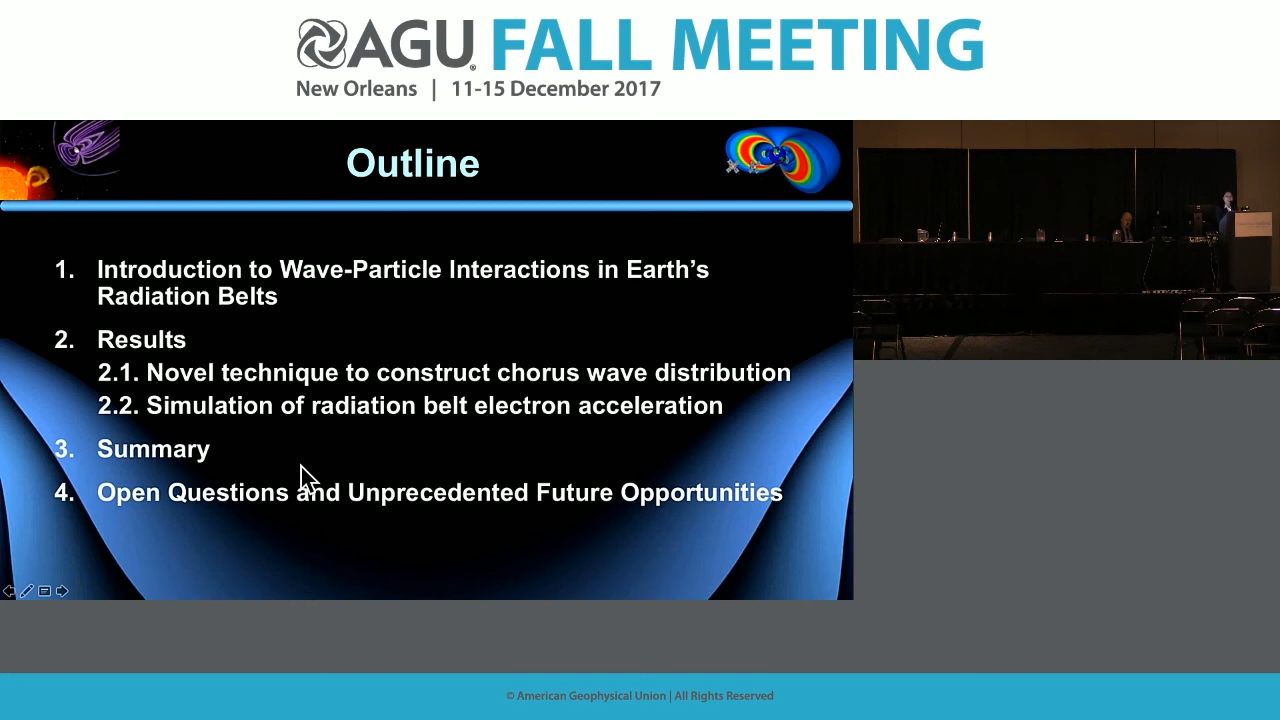 AGU FALL MEETING
New Orleans | 11-15 December 2017
Outline
1. Introduction to Wave-Particle Interactions in Earth’s
Radiation Belts
2. Results
2.1. Novel technique to construct chorus wave distribution
2.2. Simulation of radiation belt electron acceleration
3. Summary
4. Open Questions and Unprecedented Future Opportunities
© American Geophysical Union | All Rights Reserved